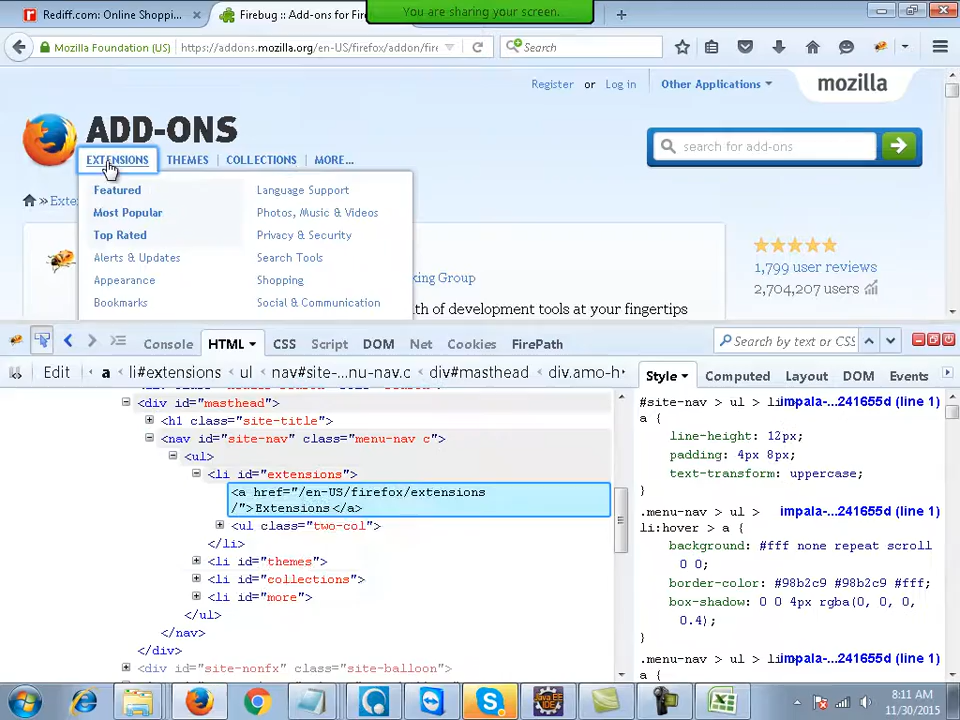 Rediff.com: Online Shoppi...
Firebug :: Add-ons for Fire
You are sharing your screen.
Mozilla Foundation (US)
https://addons.mozilla.org/en-US/firefox/addon/fire
Search
Register or Log in
Other Applications
mozilla
ADD-ONS
EXTENSIONS
THEMES | COLLECTIONS | MORE...
search for add-ons
Featured
Language Support
Most Popular
Photos, Music & Videos
Top Rated
Privacy & Security
Alerts & Updates
Search Tools
Appearance
Shopping
Bookmarks
Social & Communication
» Exte
king Group
th of development tools at your fingertips
1,799 user reviews
2,704,207 users
Console
HTML
CSS
Script
DOM
Net
Cookies
FirePath
Search by text or CSS
Edit
a < li#extensions < ul < nav#site-...nu-nav.c < div#masthead < div.amo-h
Style
Computed
Layout
DOM
Events
<div id="masthead">
<h1 class="site-title">
<nav id="site-nav" class="menu-nav c">
<ul>
<li id="extensions">
<a href="/en-US/firefox/extensions
/">Extensions</a>
<ul class="two-col">
</li>
<li id="themes">
<li id="collections">
<li id="more">
</ul>
</nav>
</div>
<div id="site-nonfx" class="site-balloon">
#site-nav > ul > li impala-...241655d (line 1)
a {
line-height: 12px;
padding: 4px 8px;
text-transform: uppercase;
}
.menu-nav > ul > impala-...241655d (line 1)
li:hover > a {
background: #fff none repeat scroll
0 0;
border-color: #98b2c9 #98b2c9 #fff;
box-shadow: 0 0 4px rgba(0, 0, 0,
0.4);
}
.menu-nav > ul > li impala-...241655d (line 1)
a {
8:11 AM
11/30/2015